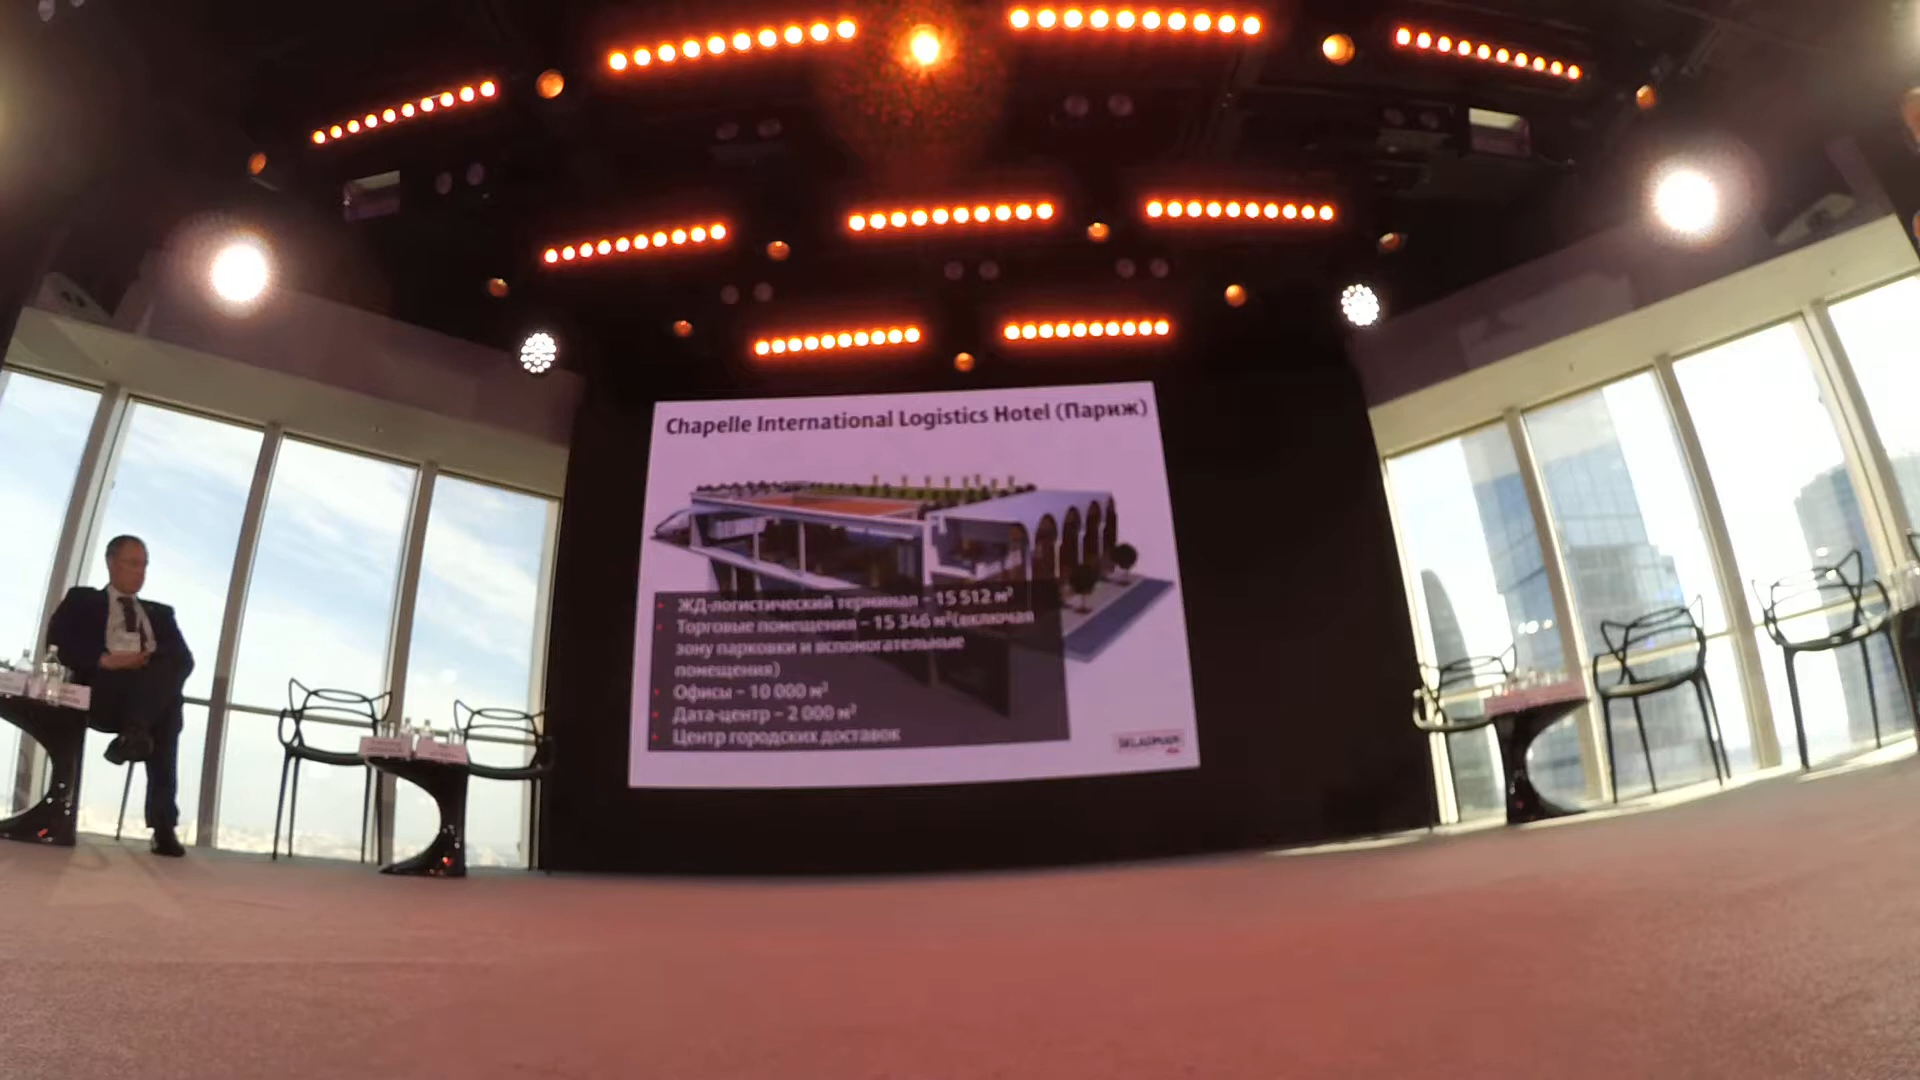 Chapelle International Logistics Hotel (Париж)
• ЖД-логистический терминал – 15 512 м²
• Торговые помещения – 15 346 м²(включая
зону парковки и вспомогательные
помещения)
• Офисы – 10 000 м²
• Дата-центр – 2 000 м²
• Центр городских доставок